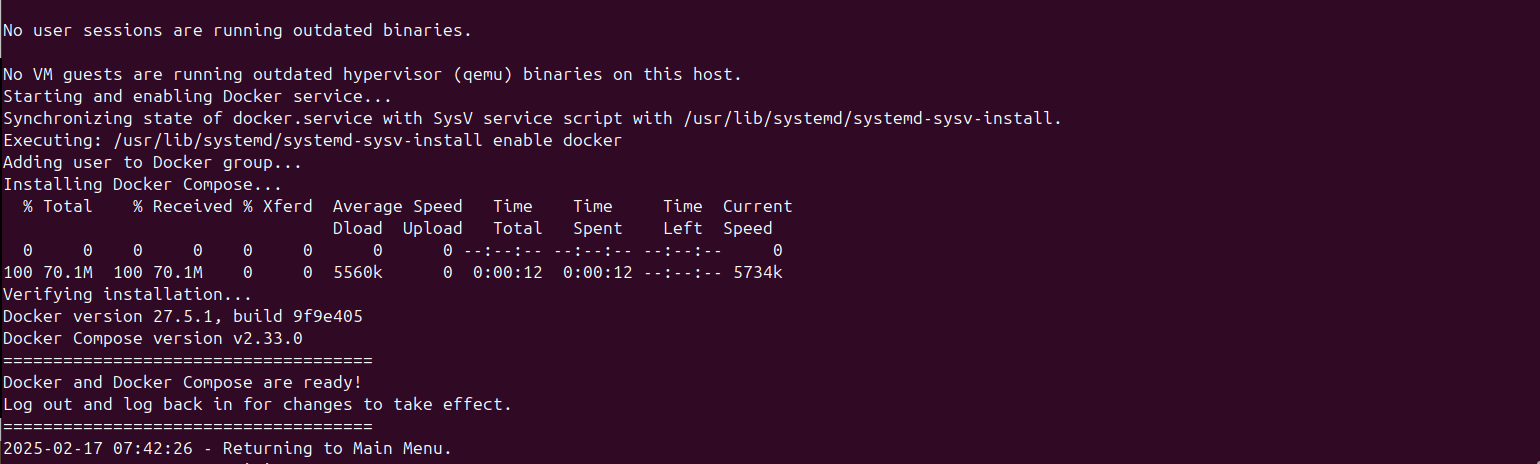 No user sessions are running outdated binaries.
No VM guests are running outdated hypervisor (qemu) binaries on this host.
Starting and enabling Docker service...
Synchronizing state of docker.service with SysV service script with /usr/lib/systemd/systemd-sysv-install.
Executing: /usr/lib/systemd/systemd-sysv-install enable docker
Adding user to Docker group...
Installing Docker Compose...
  % Total    % Received % Xferd  Average Speed   Time    Time     Time  Current
                                 Dload  Upload   Total   Spent    Left  Speed
  0     0    0     0    0     0      0      0 --:--:-- --:--:-- --:--:--     0
100 70.1M  100 70.1M    0     0  5560k      0  0:00:12  0:00:12 --:--:-- 5734k
Verifying installation...
Docker version 27.5.1, build 9f9e405
Docker Compose version v2.33.0
=====================================
Docker and Docker Compose are ready!
Log out and log back in for changes to take effect.
=====================================
2025-02-17 07:42:26 - Returning to Main Menu.